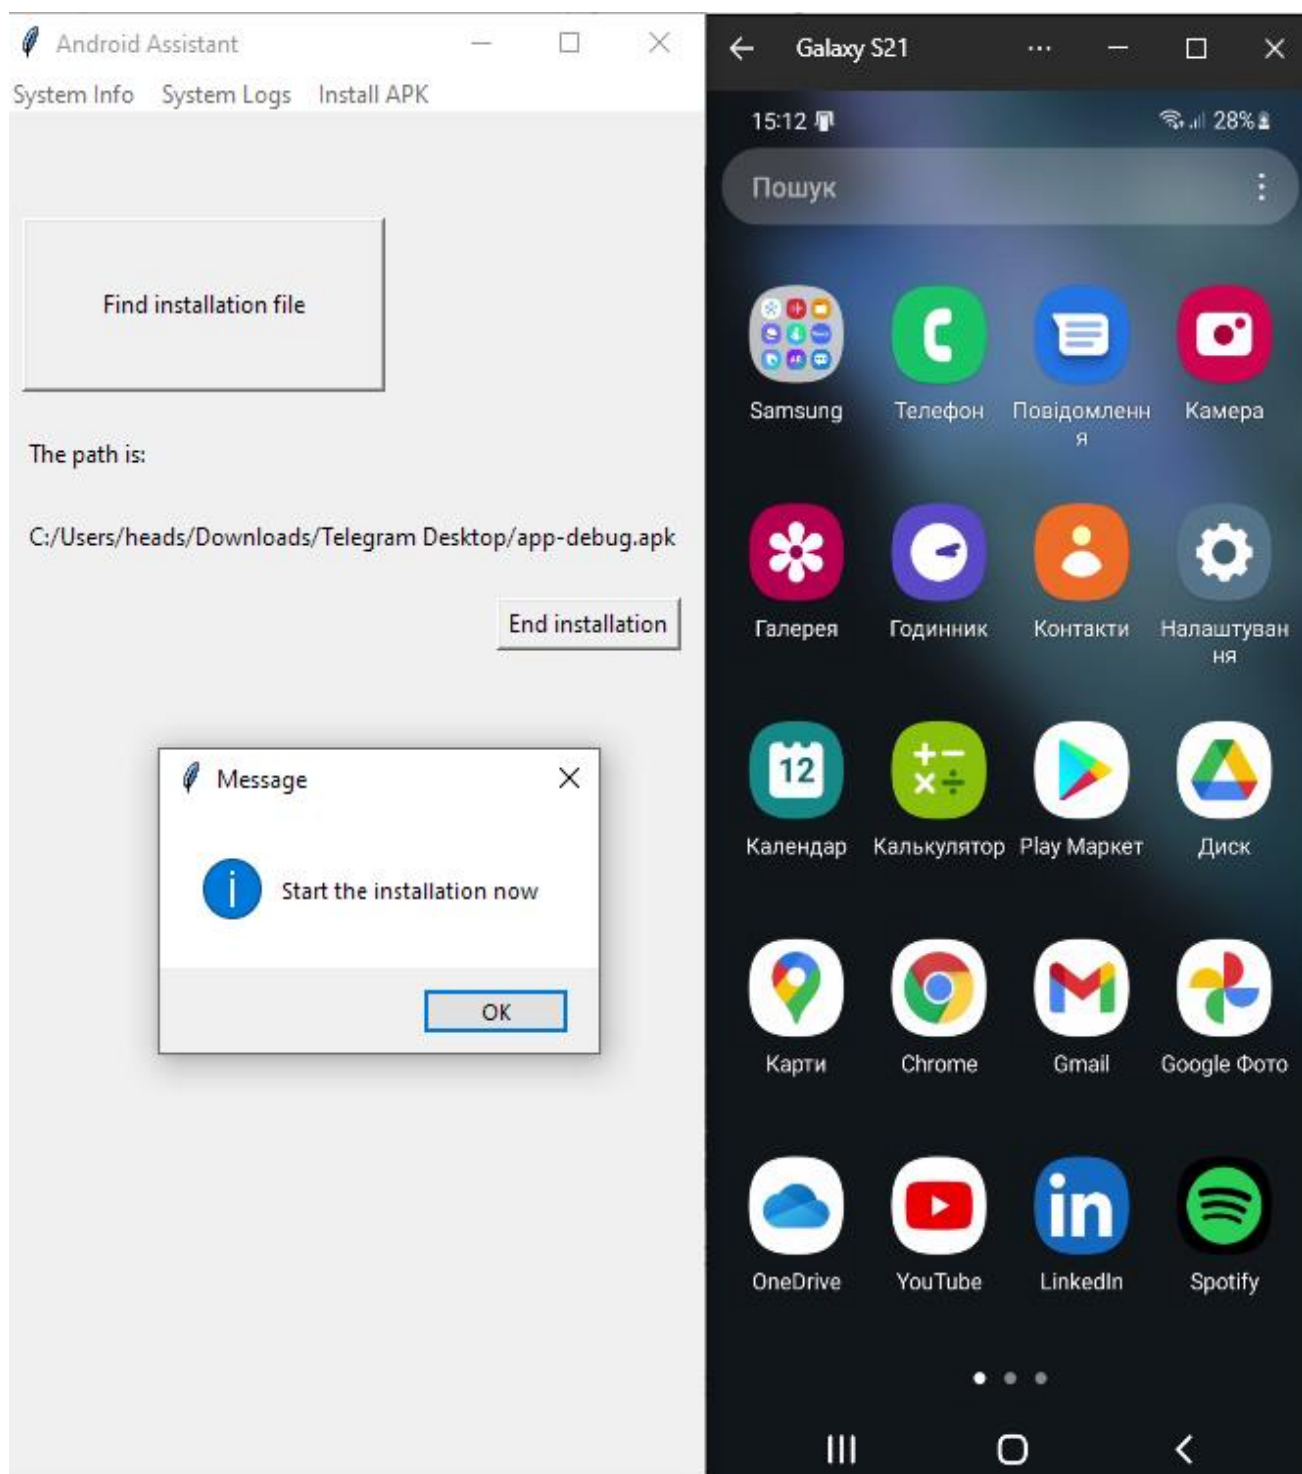 Android Assistant
System Info System Logs Install APK
Find installation file
The path is:
C:/Users/heads/Downloads/Telegram Desktop/app-debug.apk
End installation
Message
Start the installation now
OK
Galaxy S21
15:12 28%
Пошук
Samsung Телефон Повідомленн
я
Камера
Галерея Годинник Контакти Налаштуван
ня
12
Календар Калькулятор Play Маркет Диск
Карти Chrome Gmail Google Фото
in
OneDrive YouTube LinkedIn Spotify